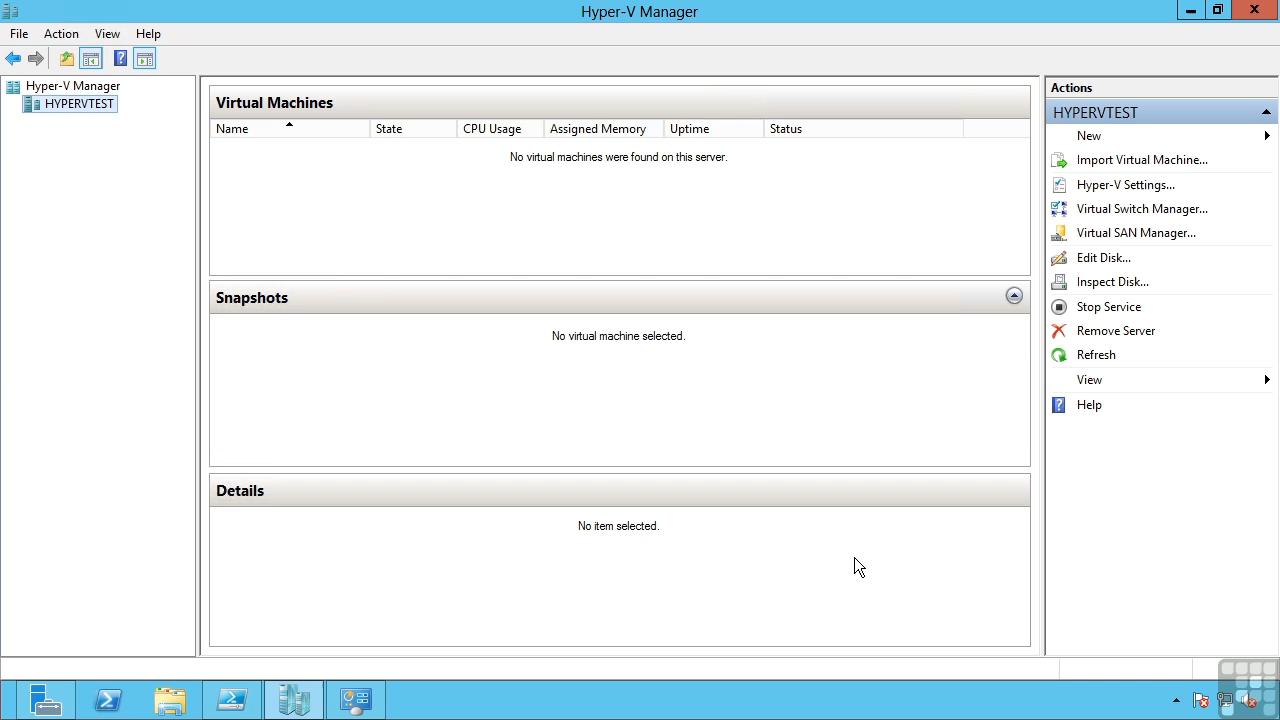 Hyper-V Manager
File Action View Help
Hyper-V Manager
HYPERVTEST
Virtual Machines
Name State CPU Usage Assigned Memory Uptime Status
No virtual machines were found on this server.
Snapshots
No virtual machine selected.
Details
No item selected.
Actions
HYPERVTEST
New
Import Virtual Machine...
Hyper-V Settings...
Virtual Switch Manager...
Virtual SAN Manager...
Edit Disk...
Inspect Disk...
Stop Service
Remove Server
Refresh
View
Help